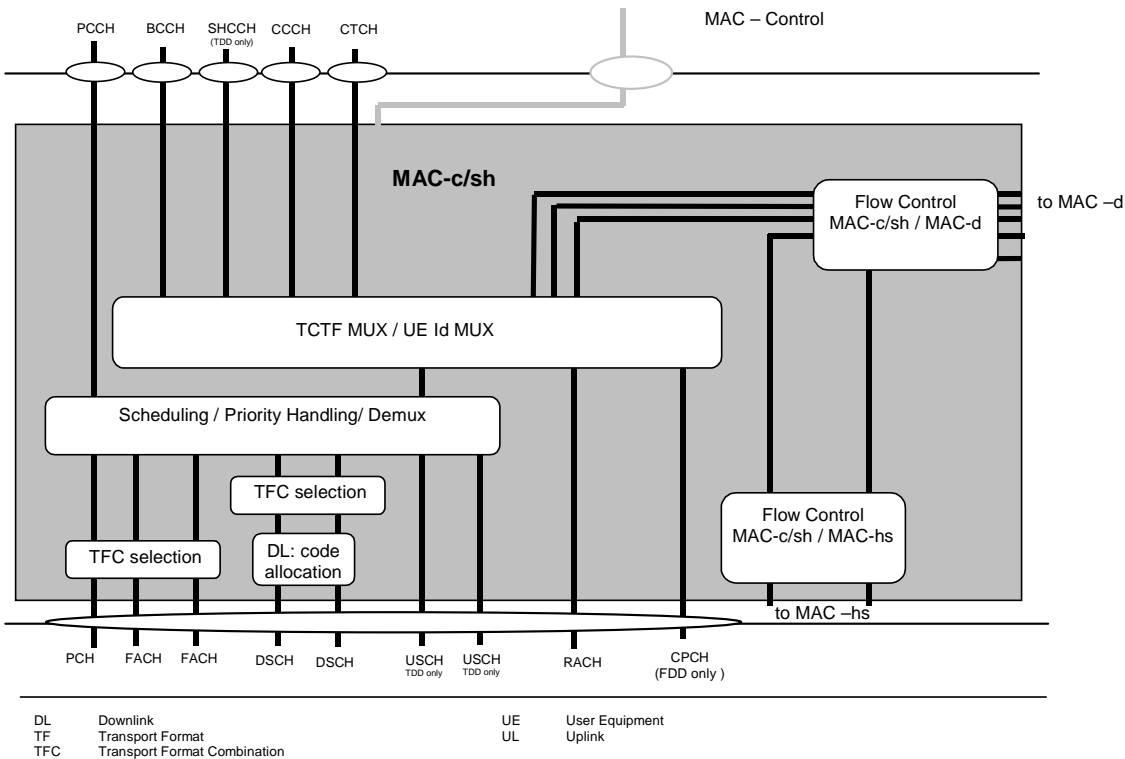 MAC – Control
PCCH
BCCH
SHCCH
(TDD only)
CCCH
CTCH
MAC-c/sh
Flow Control
MAC-c/sh / MAC-d
to MAC –d
TCTF MUX / UE Id MUX
Scheduling / Priority Handling/ Demux
TFC selection
TFC selection
DL: code
allocation
Flow Control
MAC-c/sh / MAC-hs
to MAC –hs
PCH
FACH
FACH
DSCH
DSCH
USCH
TDD only
USCH
TDD only
RACH
CPCH
(FDD only )
DL Downlink
TF Transport Format
TFC Transport Format Combination
UE User Equipment
UL Uplink